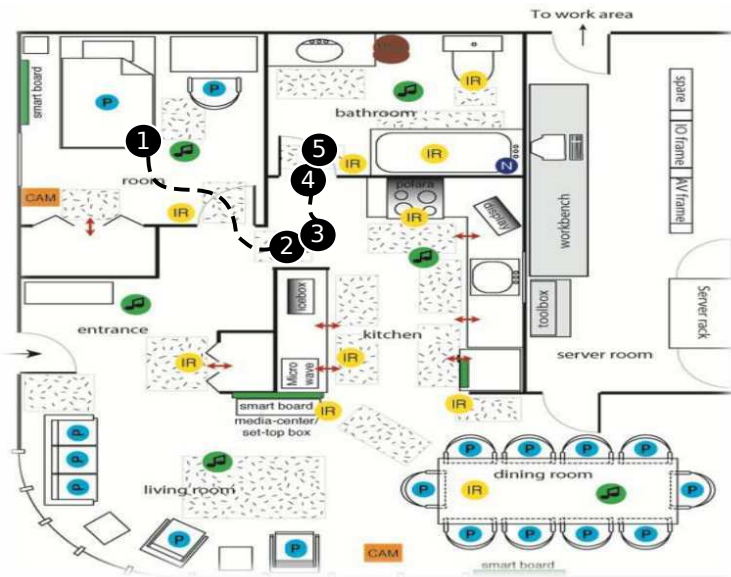 To work area
smart board
P
P
IR
bathroom
spare
IO frame
AV frame
1
5
IR
IR
N
room
4
polara
CAM
IR
IR
display
workbench
2
3
icebox
toolbox
Server rack
entrance
kitchen
server room
IR
IR
Micro
wave
smart board
media-center/
set-top box
IR
IR
P
P
P
P
P
P
P
living room
dining room
P
IR
P
P
P
P
P
P
P
P
CAM
smart board